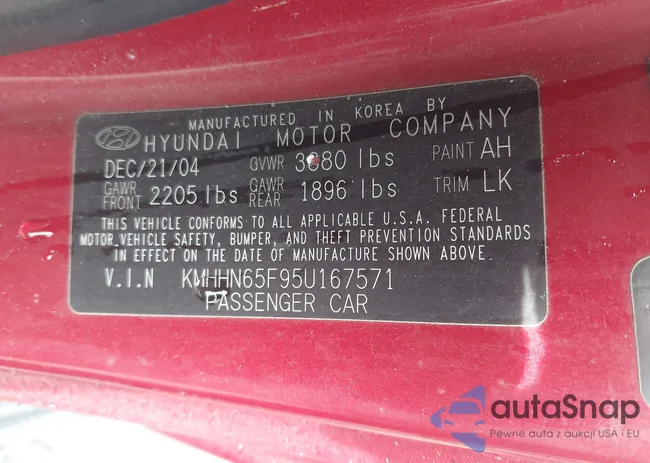 MANUFACTURED IN KOREA BY
HYUNDAI MOTOR COMPANY
DEC/21/04 GVWR 3880 lbs PAINT AH
GAWR FRONT 2205 lbs GAWR REAR 1896 lbs TRIM LK
THIS VEHICLE CONFORMS TO ALL APPLICABLE U.S.A. FEDERAL
MOTOR VEHICLE SAFETY, BUMPER, AND THEFT PREVENTION STANDARDS
IN EFFECT ON THE DATE OF MANUFACTURE SHOWN ABOVE.
V.I.N KMHHN65F95U167571
PASSENGER CAR
autaSnap
Pewne auta z aukcji USA i EU